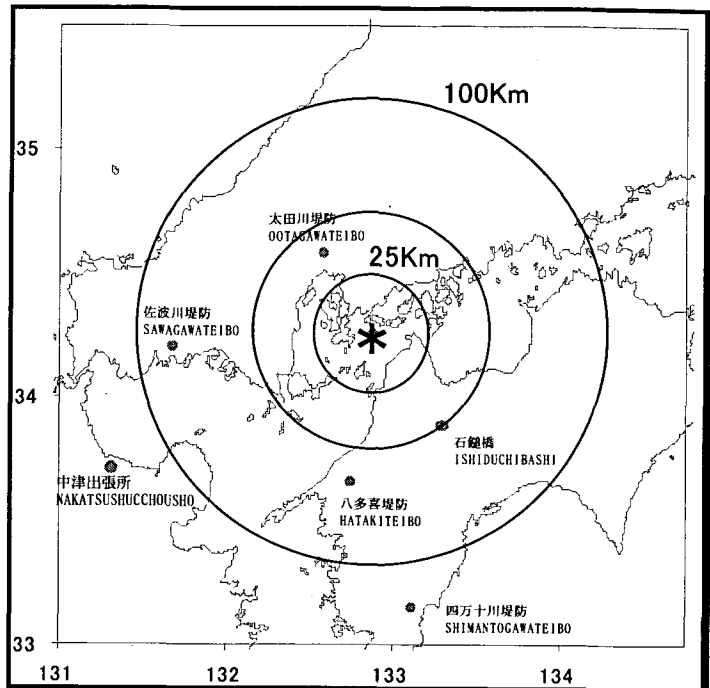 100Km
35
太田川堤防
OOTAGAWATEIBO
25Km
佐波川堤防
SAWAGAWATEIBO
34
石鎚橋
ISHIDUCHIBASHI
中津出張所
NAKATSUSHUCCHOUSHO
八多喜堤防
HATAKITEIBO
四万十川堤防
SHIMANTOGAWATEIBO
33
131
132
133
134